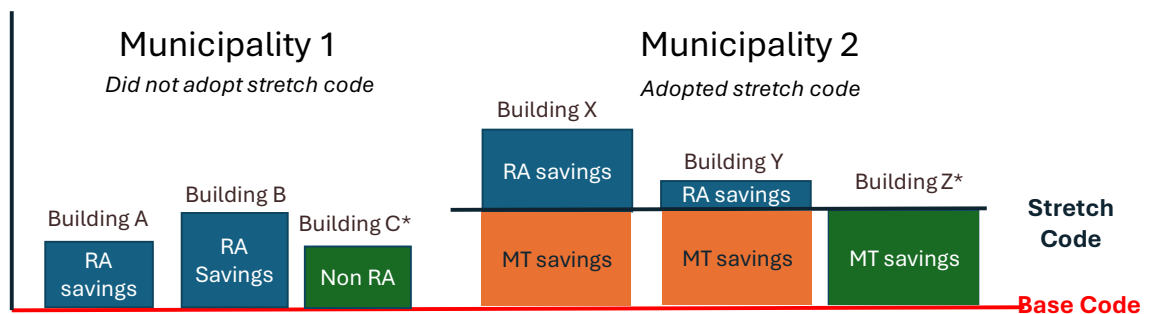 Municipality 1
Did not adopt stretch code
Municipality 2
Adopted stretch code
Building A
RA
savings
Building B
RA
Savings
Building C*
Non RA
Building X
RA savings
MT savings
Building Y
RA savings
MT savings
Building Z*
MT savings
Stretch
Code
Base Code